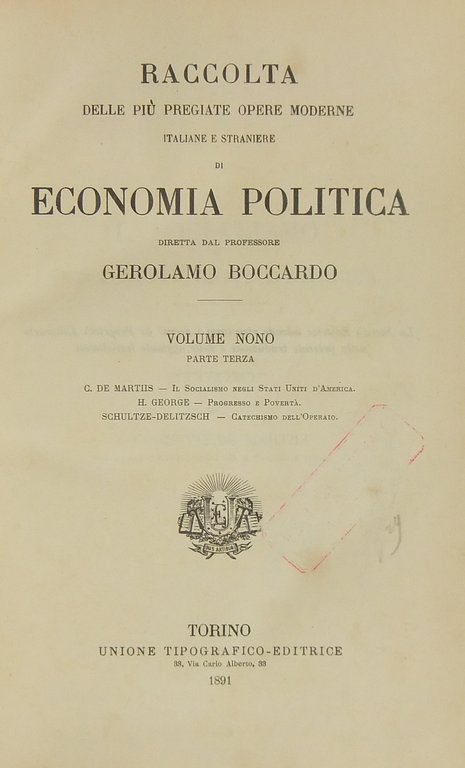 RACCOLTA
DELLE PIÙ PREGIATE OPERE MODERNE
ITALIANE E STRANIERE
DI
ECONOMIA POLITICA
DIRETTA DAL PROFESSORE
GEROLAMO BOCCARDO
VOLUME NONO
PARTE TERZA
C. DE MARTIIS — IL SOCIALISMO NEGLI STATI UNITI D'AMERICA.
H. GEORGE — PROGRESSO E POVERTÀ.
SCHULTZE-DELITZSCH — CATECHISMO DELL'OPERAIO.
TORINO
UNIONE TIPOGRAFICO-EDITRICE
33, Via Carlo Alberto, 33
1891